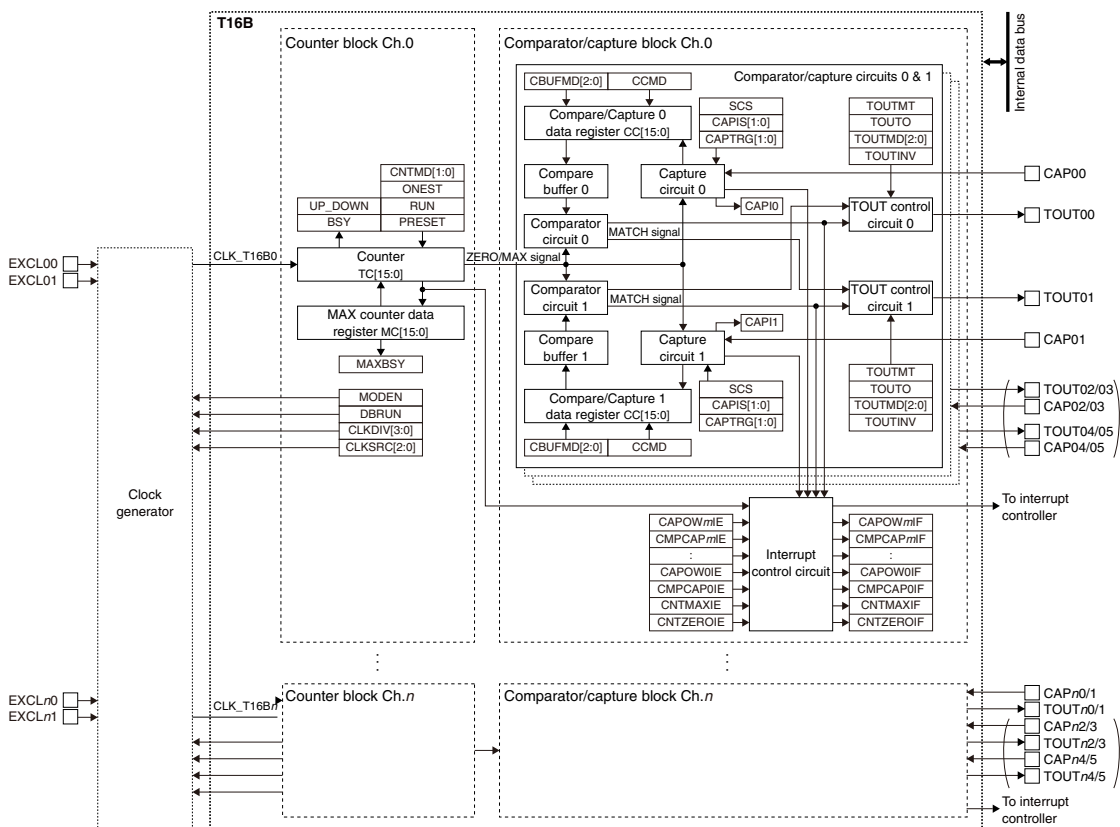 T16B
Counter block Ch.0
Comparator/capture block Ch.0
Internal data bus
Comparator/capture circuits 0 & 1
CBUFMD[2:0]
CCMD
Compare/Capture 0
data register CC[15:0]
SCS
CAPIS[1:0]
CAPTRG[1:0]
TOUTMT
TOUTO
TOUTMD[2:0]
TOUTINV
Compare
buffer 0
Capture
circuit 0
CAPI0
CAP00
CNTMD[1:0]
ONEST
UP_DOWN
RUN
BSY
PRESET
Comparator
circuit 0
MATCH signal
TOUT control
circuit 0
TOUT00
EXCL00
EXCL01
CLK_T16B0
Counter
TC[15:0]
ZERO/MAX signal
Comparator
circuit 1
MATCH signal
TOUT control
circuit 1
TOUT01
MAX counter data
register MC[15:0]
MAXBSY
Compare
buffer 1
Capture
circuit 1
CAPI1
CAP01
MODEN
DBRUN
CLKDIV[3:0]
CLKSRC[2:0]
Compare/Capture 1
data register CC[15:0]
CBUFMD[2:0]
CCMD
SCS
CAPIS[1:0]
CAPTRG[1:0]
TOUTMT
TOUTO
TOUTMD[2:0]
TOUTINV
TOUT02/03
CAP02/03
TOUT04/05
CAP04/05
Clock
generator
To interrupt
controller
CAPOWmIE
CMPCAPmIE
:
CAPOW0IE
CMPCAP0IE
CNTMAXIE
CNTZEROIE
Interrupt
control circuit
CAPOWmIF
CMPCAPmIF
:
CAPOW0IF
CMPCAP0IF
CNTMAXIF
CNTZEROIF
EXCLn0
EXCLn1
CLK_T16Bn
Counter block Ch.n
Comparator/capture block Ch.n
CAPn0/1
TOUTn0/1
CAPn2/3
TOUTn2/3
CAPn4/5
TOUTn4/5
To interrupt
controller